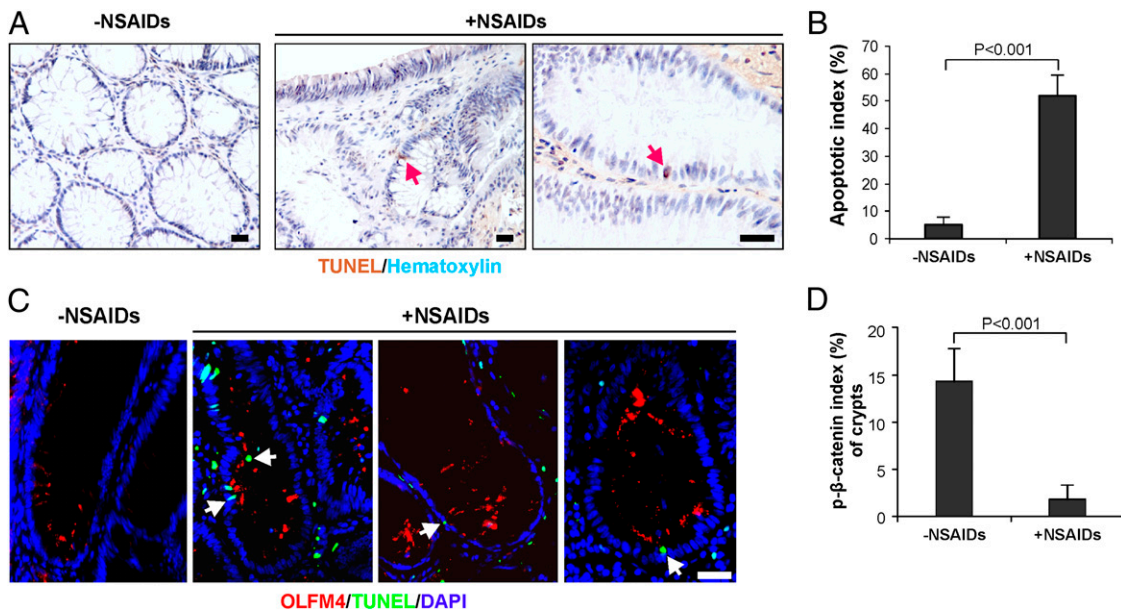 A
-NSAIDs
+NSAIDs
TUNEL/Hematoxylin
B
Apoptotic index (%)
70
60
50
40
30
20
10
0
P<0.001
-NSAIDs
+NSAIDs
C
-NSAIDs
+NSAIDs
OLFM4/TUNEL/DAPI
D
p-β-catenin index (%)
of crypts
20
15
10
5
0
P<0.001
-NSAIDs
+NSAIDs